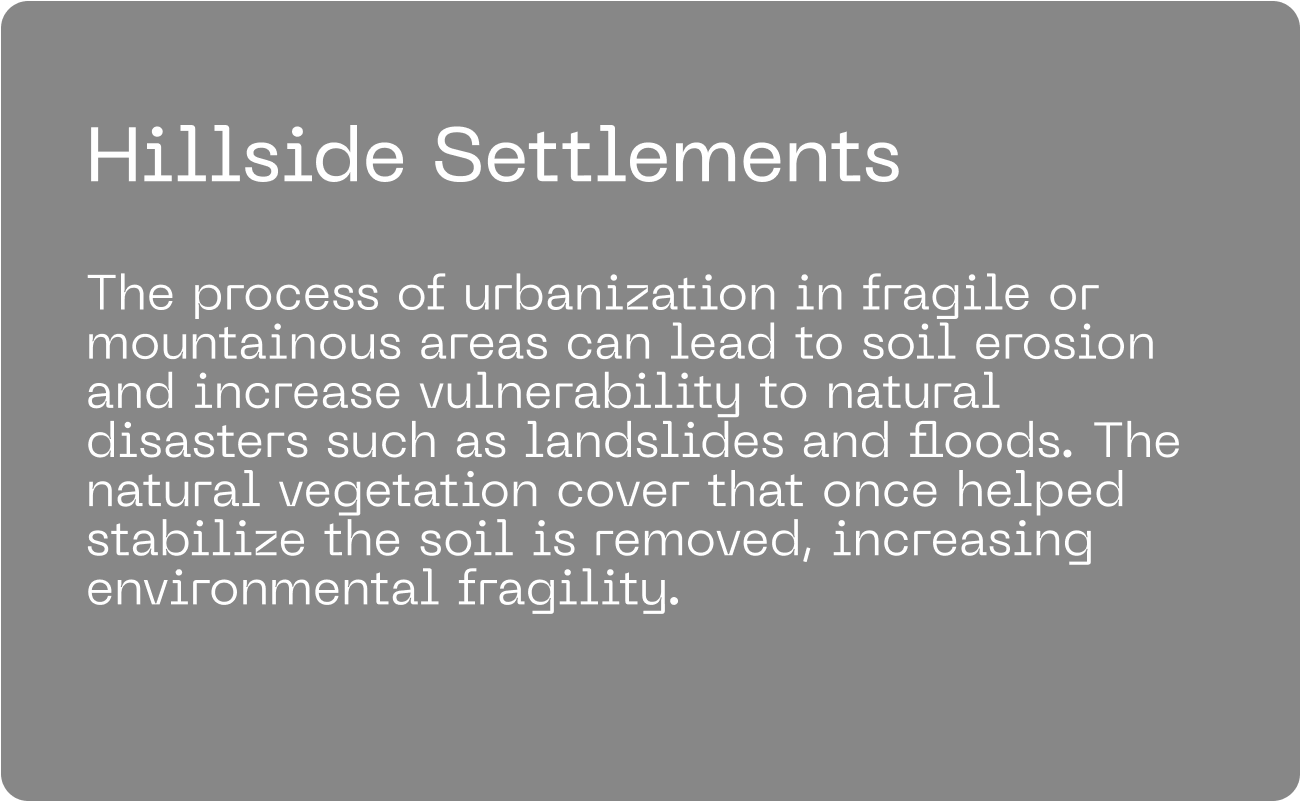 Hillside Settlements
The process of urbanization in fragile or
mountainous areas can lead to soil erosion
and increase vulnerability to natural
disasters such as landslides and floods. The
natural vegetation cover that once helped
stabilize the soil is removed, increasing
environmental fragility.